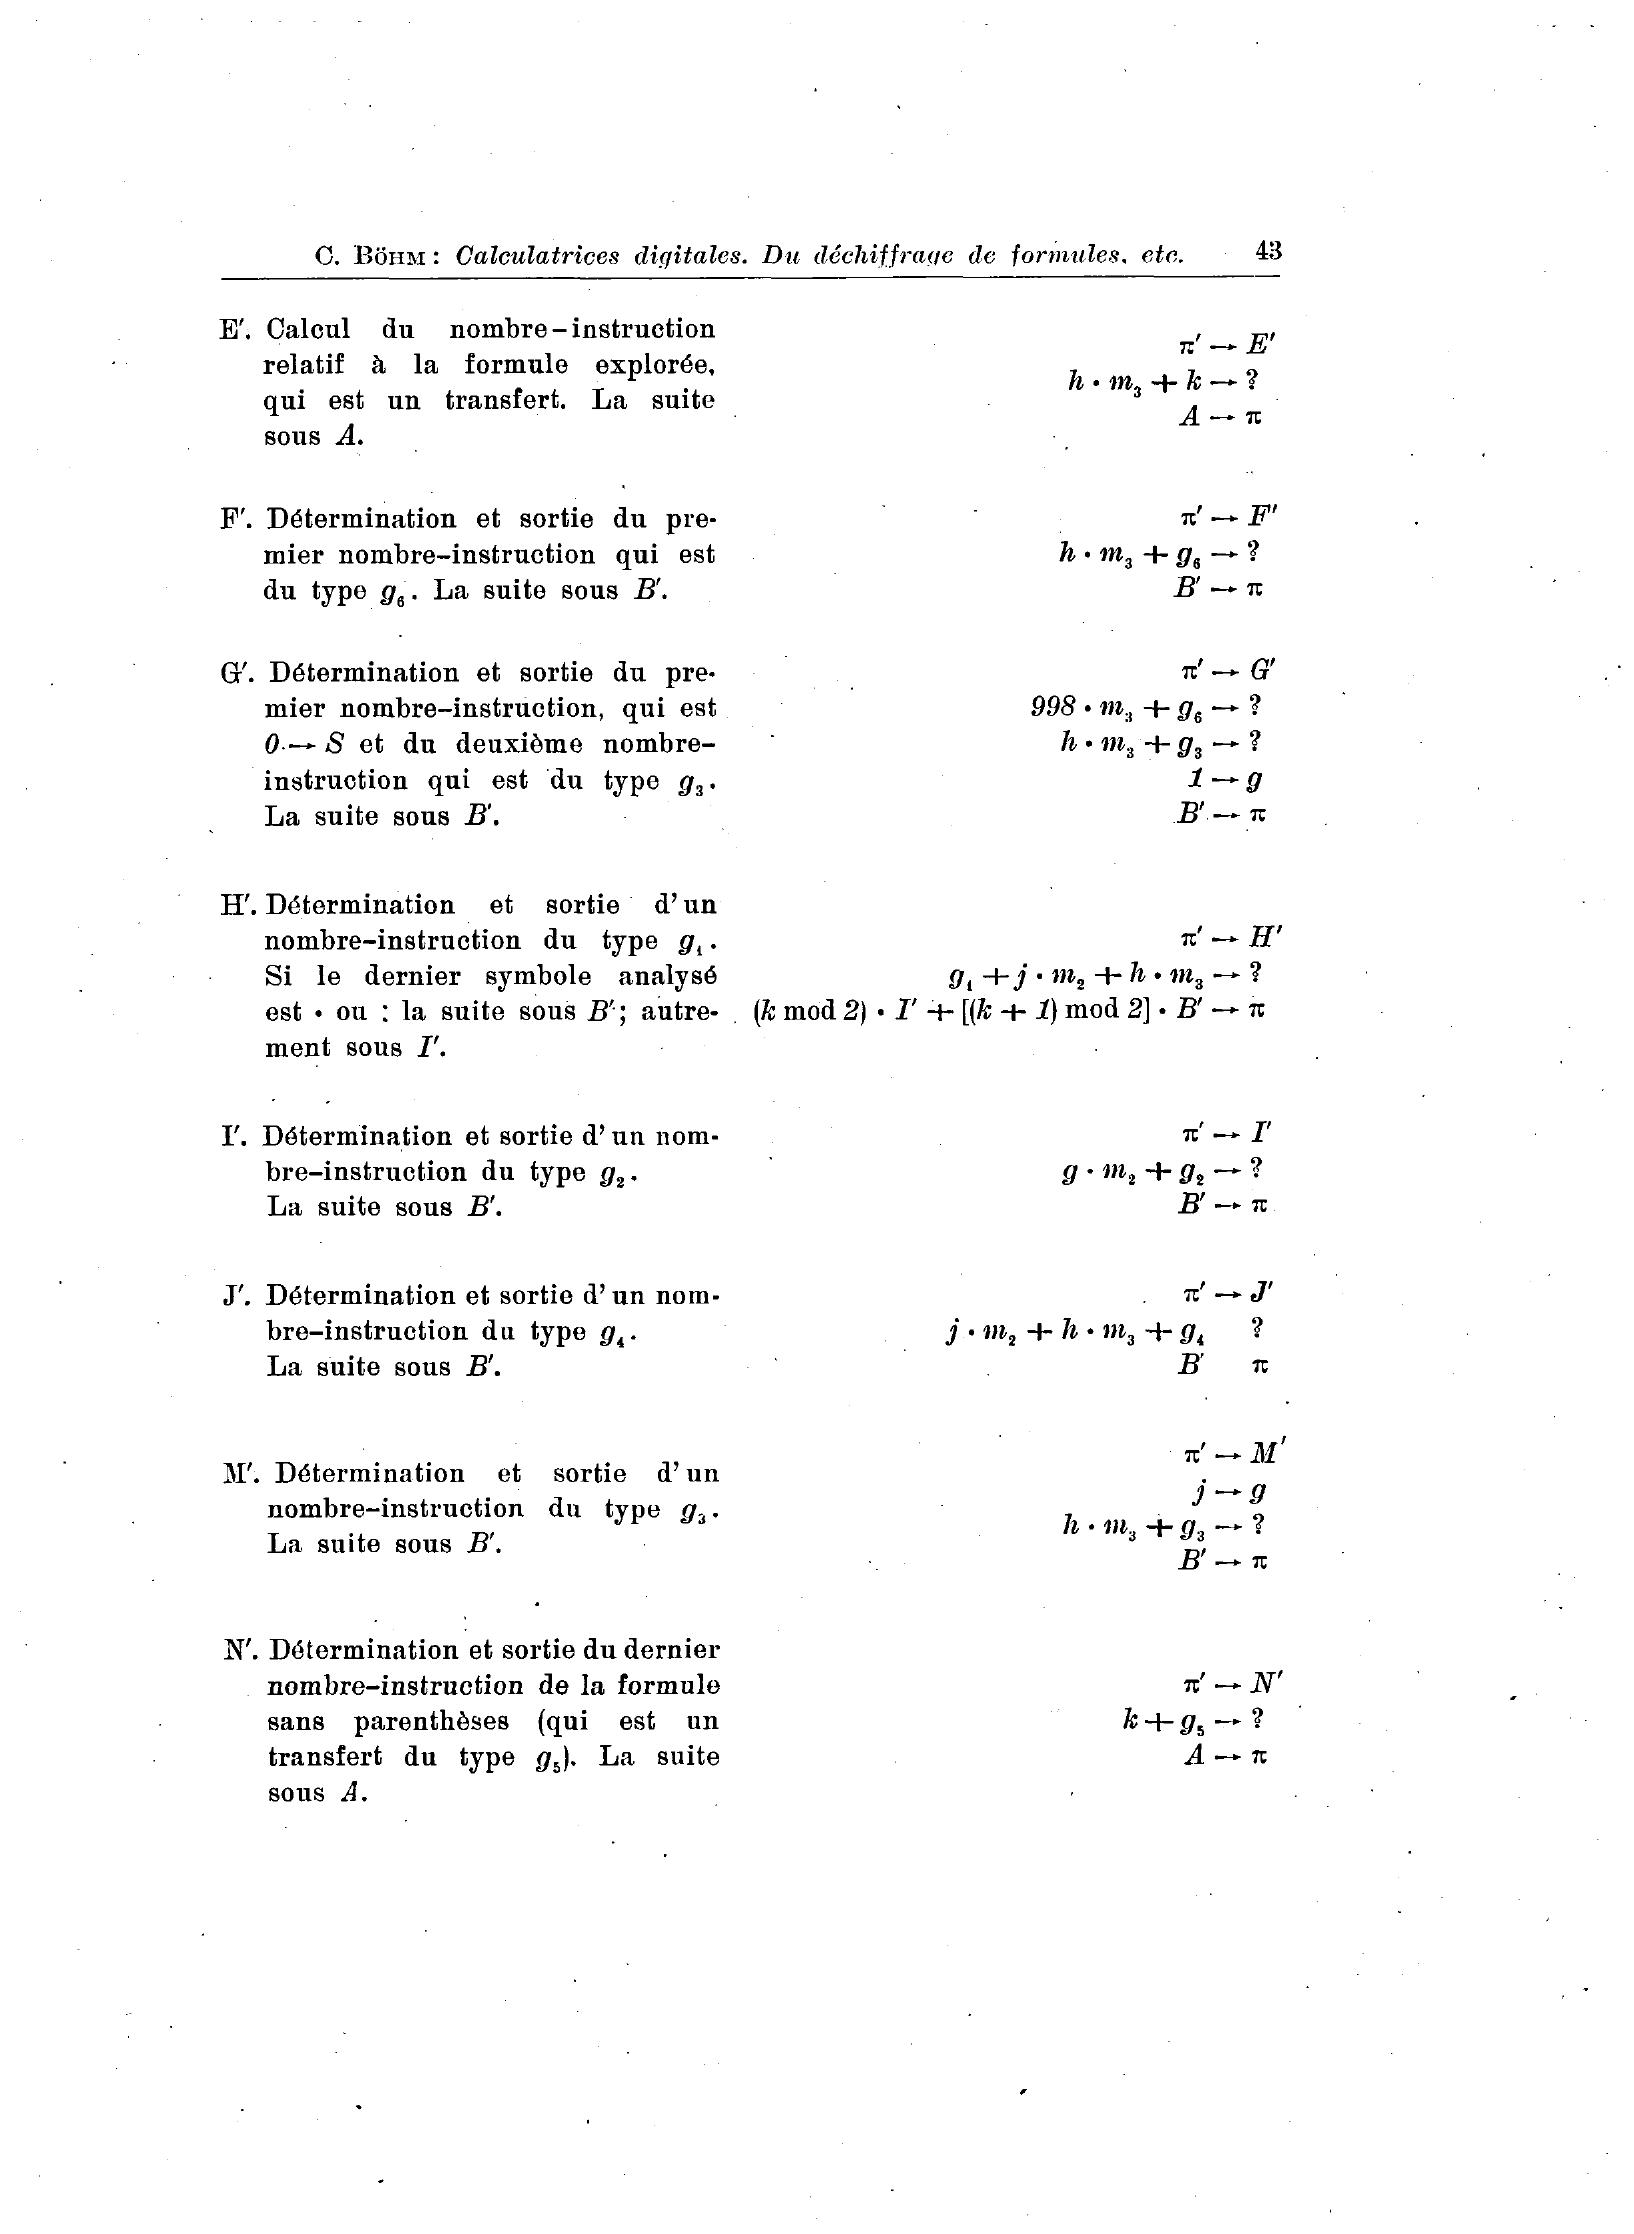 C. BÖHM : Calculatrices digitales. Du déchiffrage de formules, etc. 43
E′. Calcul du nombre-instruction
relatif à la formule explorée,
qui est un transfert. La suite
sous A.
π′ → E′
h · m₃ + k → ?
A → π
F′. Détermination et sortie du pre-
mier nombre-instruction qui est
du type g₆. La suite sous B′.
π′ → F′
h · m₃ + g₆ → ?
B′ → π
G′. Détermination et sortie du pre-
mier nombre-instruction, qui est
0 → S et du deuxième nombre-
instruction qui est du type g₃.
La suite sous B′.
π′ → G′
998 · m₃ + g₆ → ?
h · m₃ + g₃ → ?
1 → g
B′ → π
H′. Détermination et sortie d'un
nombre-instruction du type g₁.
Si le dernier symbole analysé
est · ou : la suite sous B′; autre-
ment sous I′.
π′ → H′
g₁ + j · m₂ + h · m₃ → ?
(k mod 2) · I′ + [(k + 1) mod 2] · B′ → π
I′. Détermination et sortie d'un nom-
bre-instruction du type g₂.
La suite sous B′.
π′ → I′
g · m₂ + g₂ → ?
B′ → π
J′. Détermination et sortie d'un nom-
bre-instruction du type g₄.
La suite sous B′.
π′ → J′
j · m₂ + h · m₃ + g₄ ?
B′ π
M′. Détermination et sortie d'un
nombre-instruction du type g₃.
La suite sous B′.
π′ → M′
j → g
h · m₃ + g₃ → ?
B′ → π
N′. Détermination et sortie du dernier
nombre-instruction de la formule
sans parenthèses (qui est un
transfert du type g₅). La suite
sous A.
π′ → N′
k + g₅ → ?
A → π